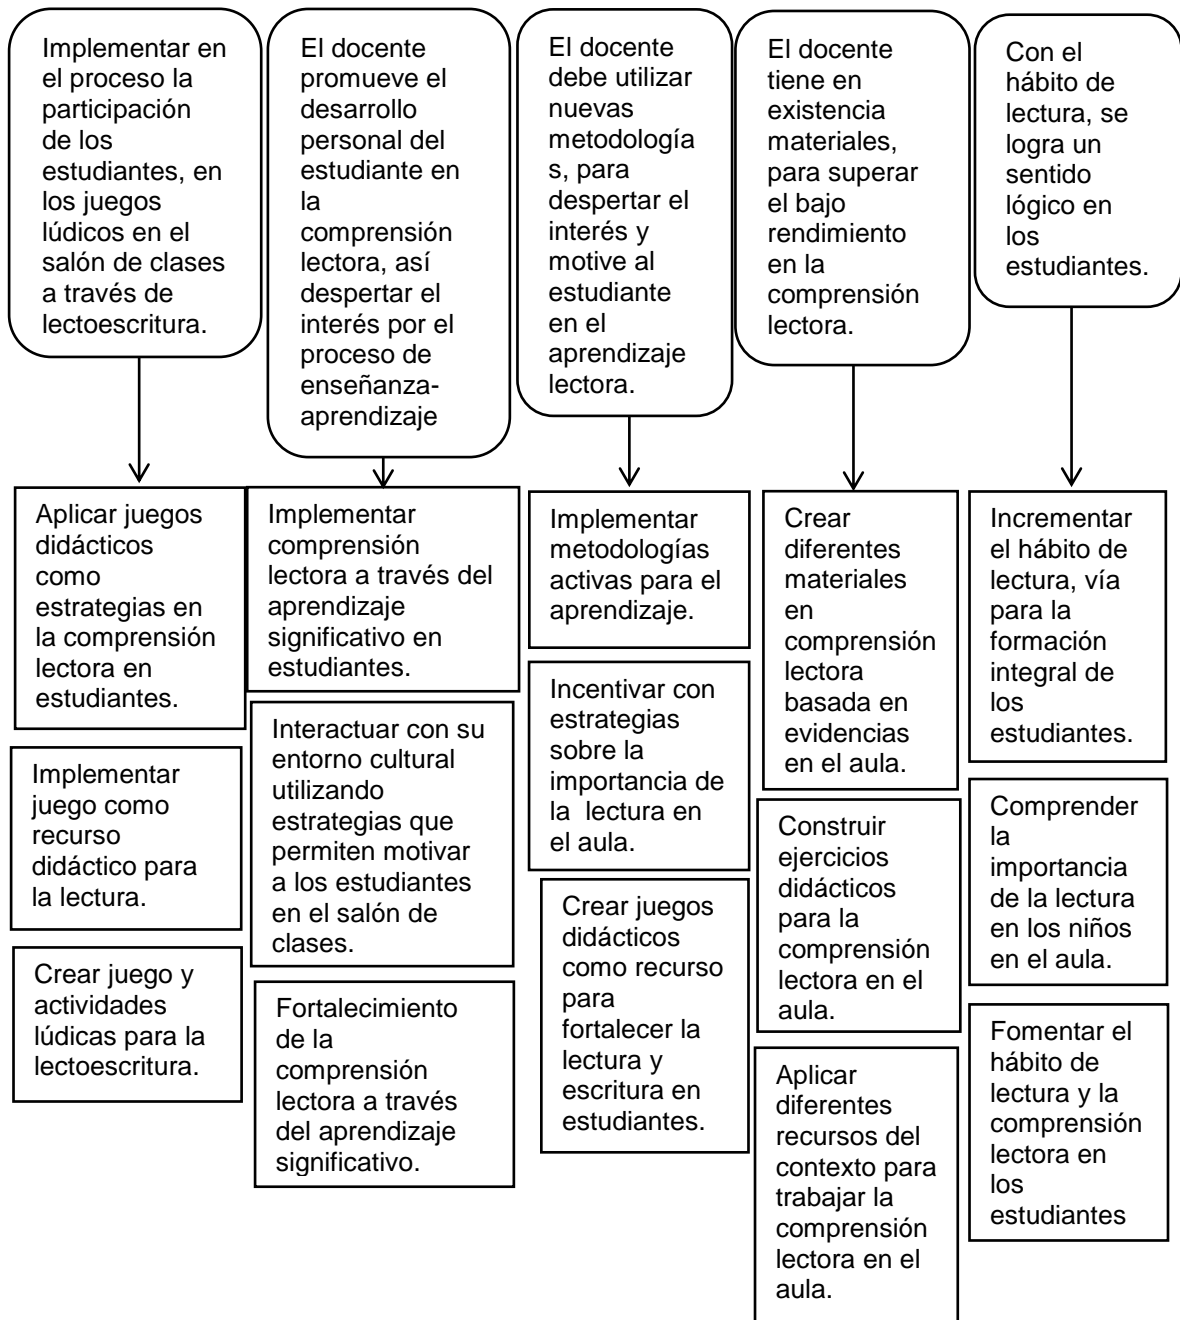 Implementar en
el proceso la
participación
de los
estudiantes, en
los juegos
lúdicos en el
salón de clases
a través de
lectoescritura.
El docente
promueve el
desarrollo
personal del
estudiante en
la
comprensión
lectora, así
despertar el
interés por el
proceso de
enseñanza-
aprendizaje
El docente
debe utilizar
nuevas
metodología
s, para
despertar el
interés y
motive al
estudiante
en el
aprendizaje
lectora.
El docente
tiene en
existencia
materiales,
para superar
el bajo
rendimiento
en la
comprensión
lectora.
Con el
hábito de
lectura, se
logra un
sentido
lógico en
los
estudiantes.
Aplicar juegos
didácticos
como
estrategias en
la comprensión
lectora en
estudiantes.
Implementar
juego como
recurso
didáctico para
la lectura.
Crear juego y
actividades
lúdicas para la
lectoescritura.
Implementar
comprensión
lectora a través del
aprendizaje
significativo en
estudiantes.
Interactuar con su
entorno cultural
utilizando
estrategias que
permiten motivar
a los estudiantes
en el salón de
clases.
Fortalecimiento
de la
comprensión
lectora a través
del aprendizaje
significativo.
Implementar
metodologías
activas para el
aprendizaje.
Incentivar con
estrategias
sobre la
importancia de
la lectura en
el aula.
Crear juegos
didácticos
como recurso
para
fortalecer la
lectura y
escritura en
estudiantes.
Crear
diferentes
materiales
en
comprensión
lectora
basada en
evidencias
en el aula.
Construir
ejercicios
didácticos
para la
comprensión
lectora en el
aula.
Aplicar
diferentes
recursos del
contexto para
trabajar la
comprensión
lectora en el
aula.
Incrementar
el hábito de
lectura, vía
para la
formación
integral de
los
estudiantes.
Comprender
la
importancia
de la lectura
en los niños
en el aula.
Fomentar el
hábito de
lectura y la
comprensión
lectora en
los
estudiantes